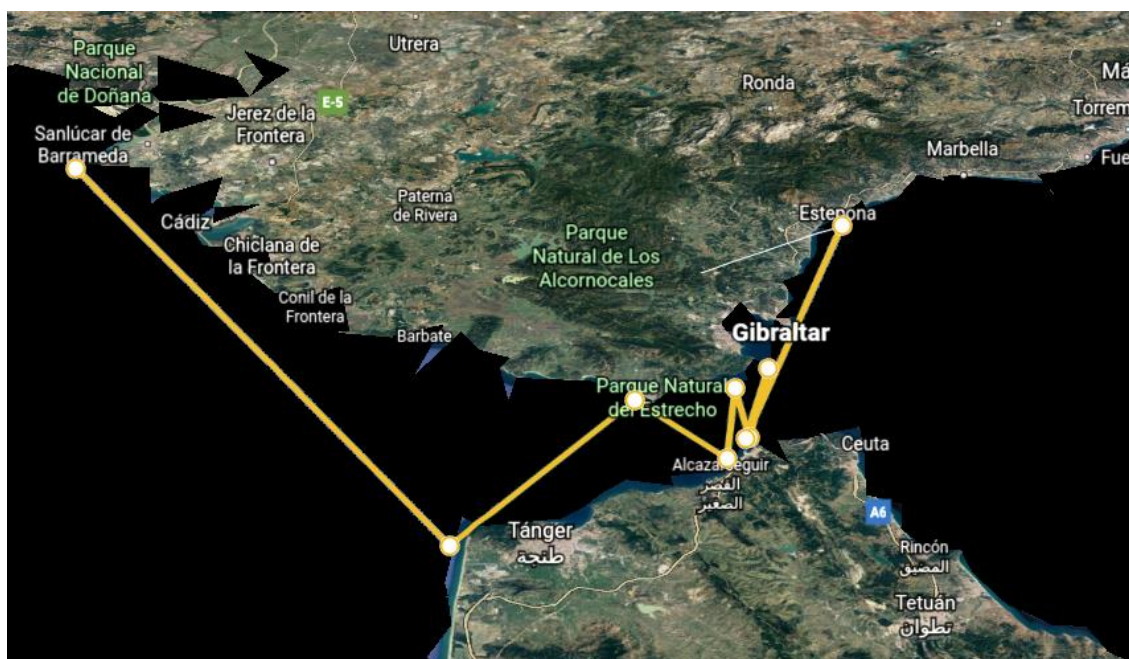 Parque
Nacional
de Doñana
Utrera
E-5
Ronda
Má
Jerez de la
Frontera
Torrem
Sanlúcar de
Barrameda
Marbella
Fue
Paterna
de Rivera
Cádiz
Estepona
Chiclana de
la Frontera
Parque
Natural de Los
Alcornocales
Conil de la
Frontera
Barbate
Gibraltar
Parque Natural
del Estrecho
Ceuta
Alcazarseguir
القصر
الصغير
A6
Tánger
طنجة
Rincón
المضيق
Tetuán
تطوان